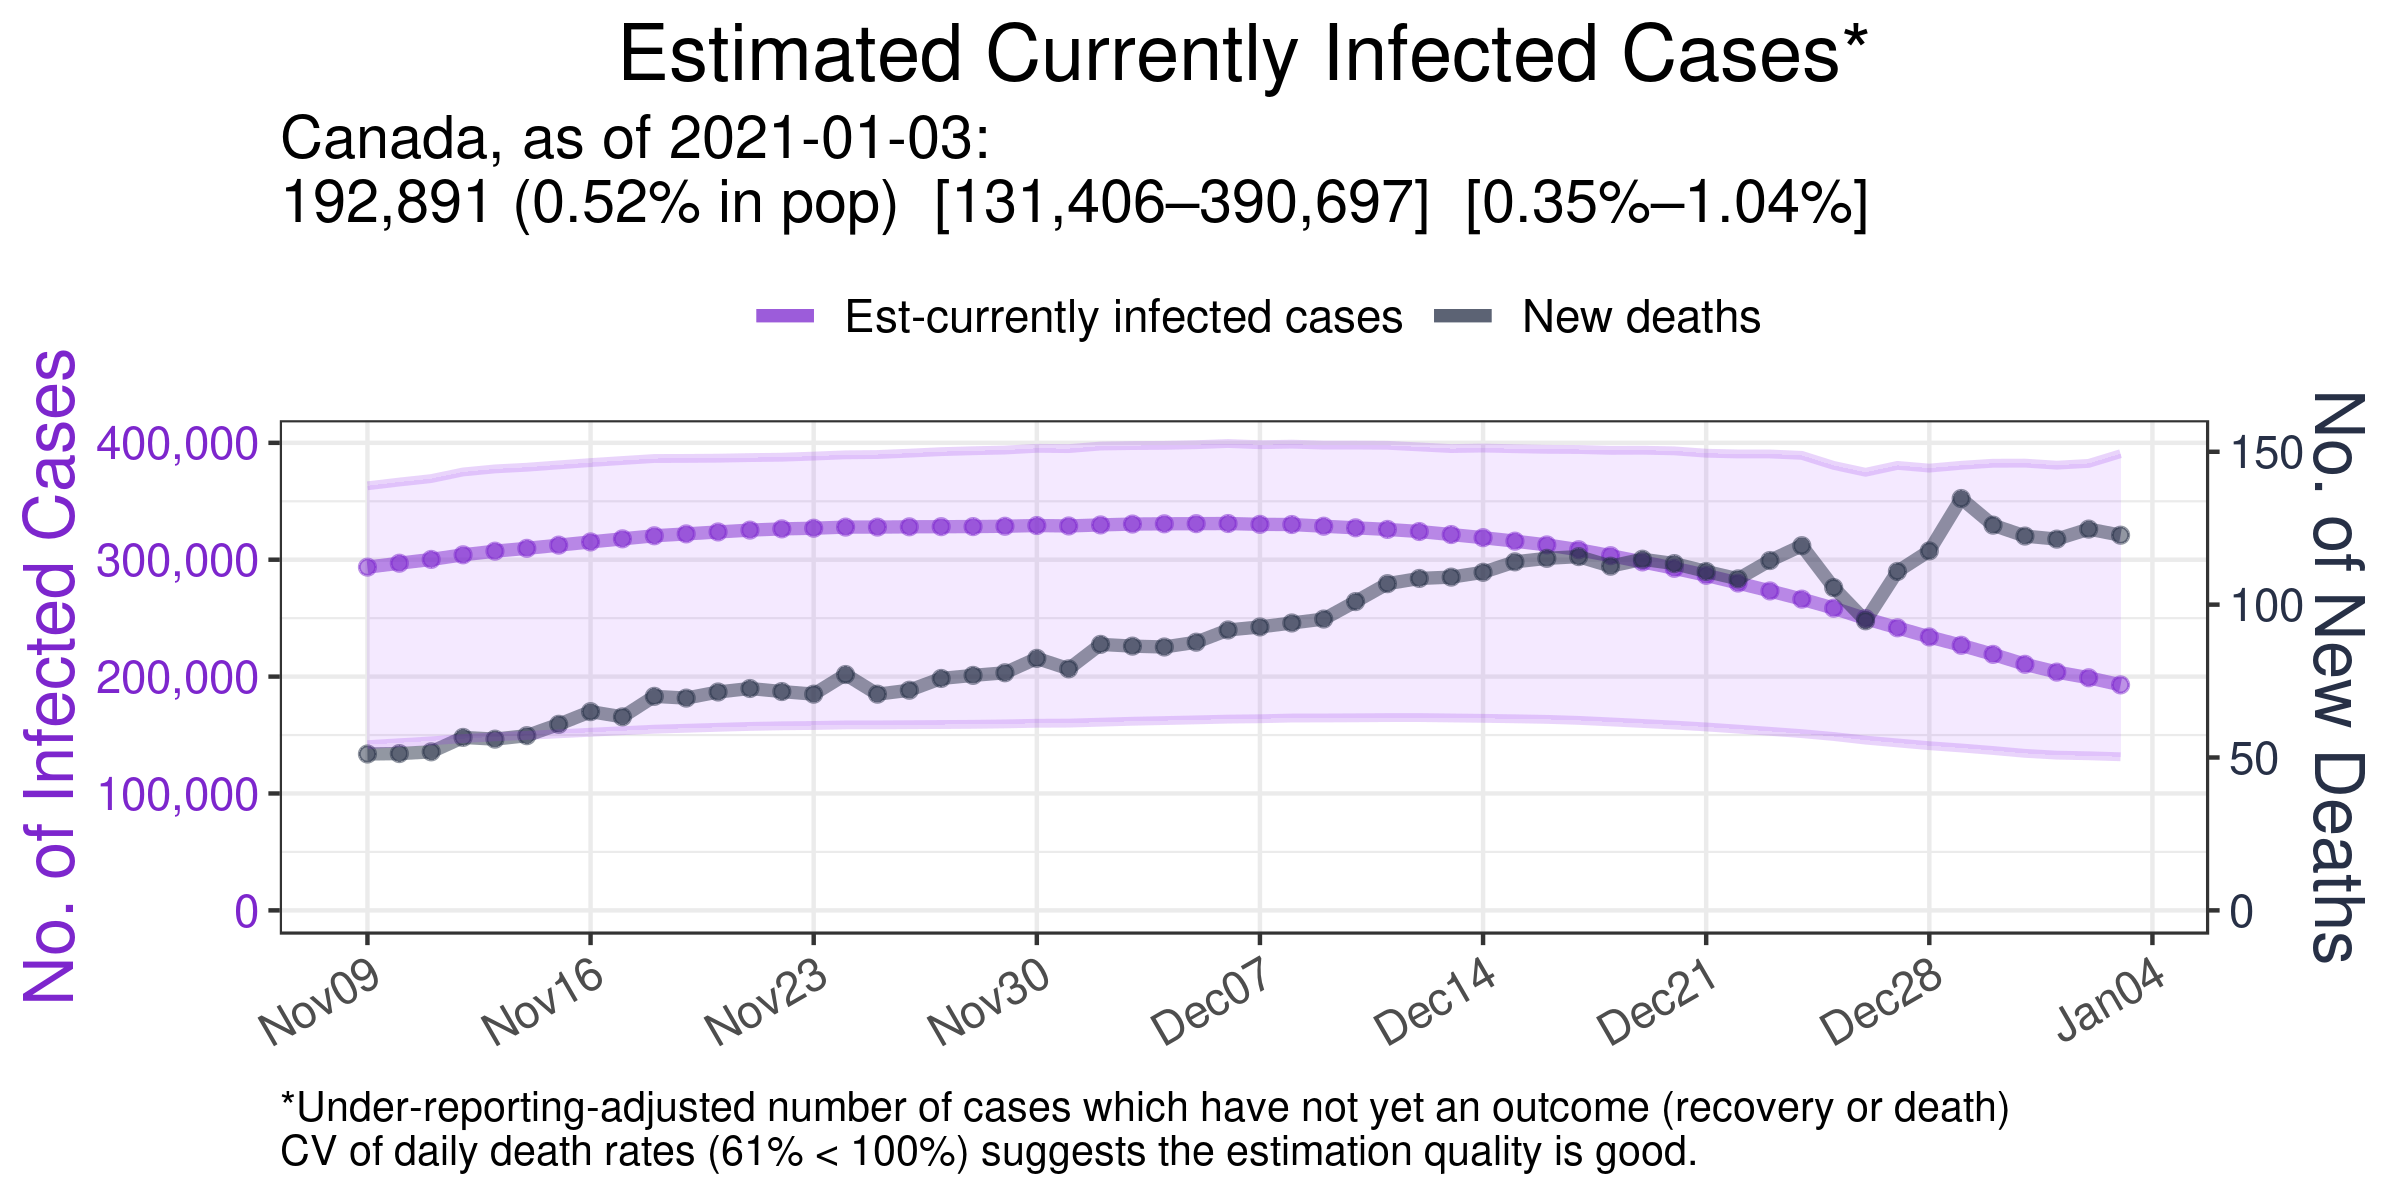 Estimated Currently Infected Cases*
Canada, as of 2021-01-03:
192,891 (0.52% in pop)  [131,406–390,697]  [0.35%–1.04%]
Est-currently infected cases
New deaths
No. of Infected Cases
400,000
300,000
200,000
100,000
0
150
100
50
0
No. of New Deaths
Nov09
Nov16
Nov23
Nov30
Dec07
Dec14
Dec21
Dec28
Jan04
*Under-reporting-adjusted number of cases which have not yet an outcome (recovery or death)
CV of daily death rates (61% < 100%) suggests the estimation quality is good.